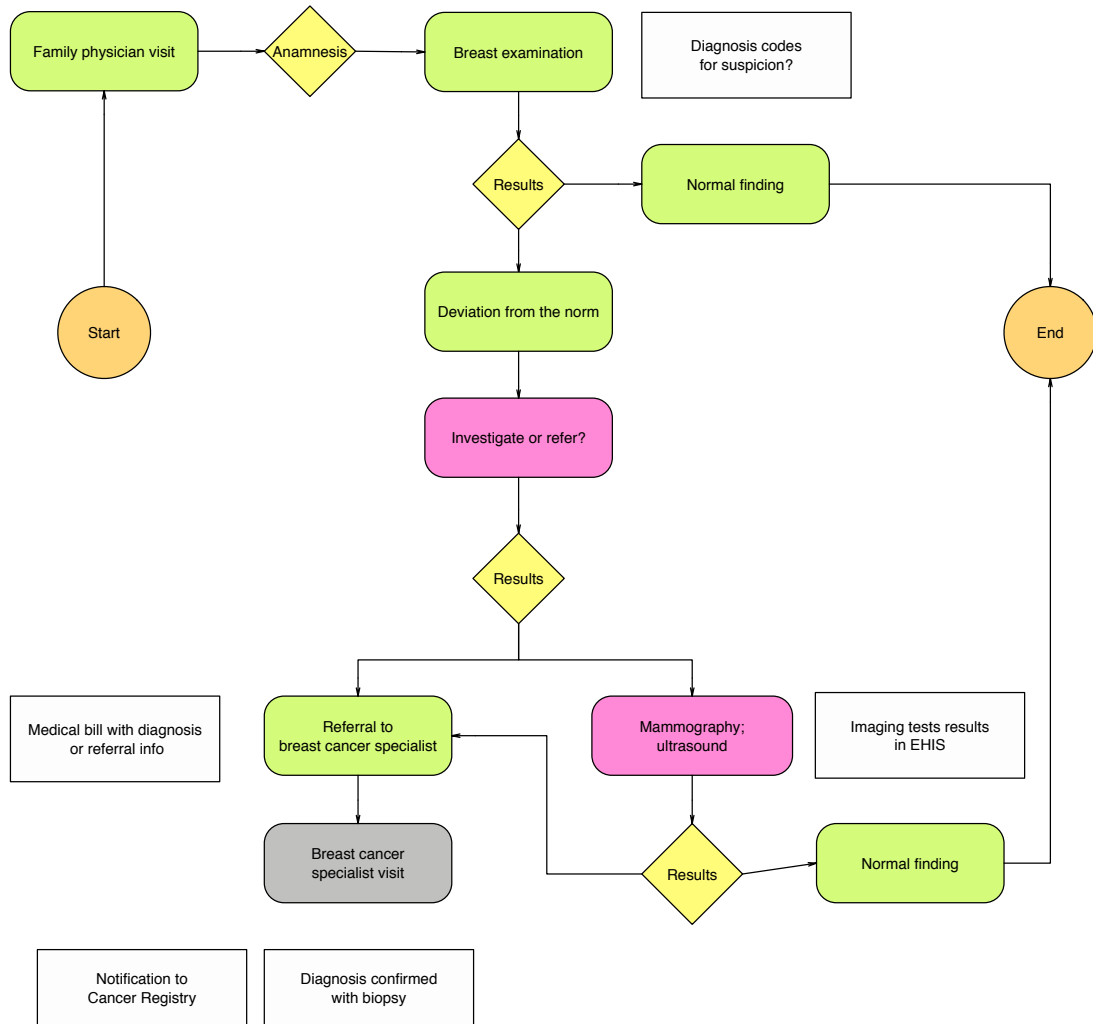 Family physician visit
Anamnesis
Breast examination
Diagnosis codes
for suspicion?
Results
Normal finding
Deviation from the norm
Start
End
Investigate or refer?
Results
Medical bill with diagnosis
or referral info
Referral to
breast cancer specialist
Mammography;
ultrasound
Imaging tests results
in EHIS
Breast cancer
specialist visit
Results
Normal finding
Notification to
Cancer Registry
Diagnosis confirmed
with biopsy